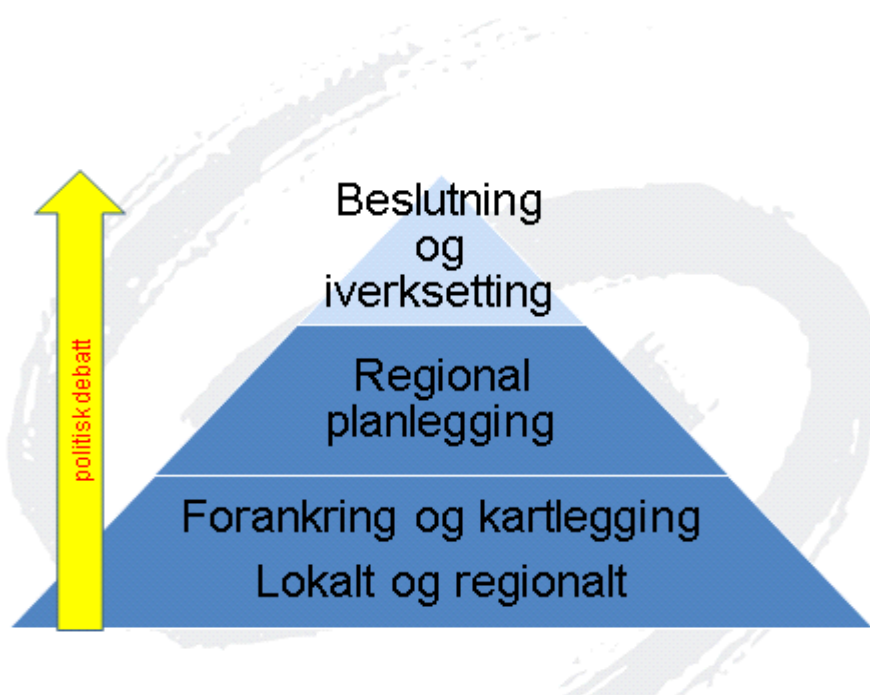 Beslutning
og
iverksetting
Regional
planlegging
Forankring og kartlegging
Lokalt og regionalt
politisk debatt